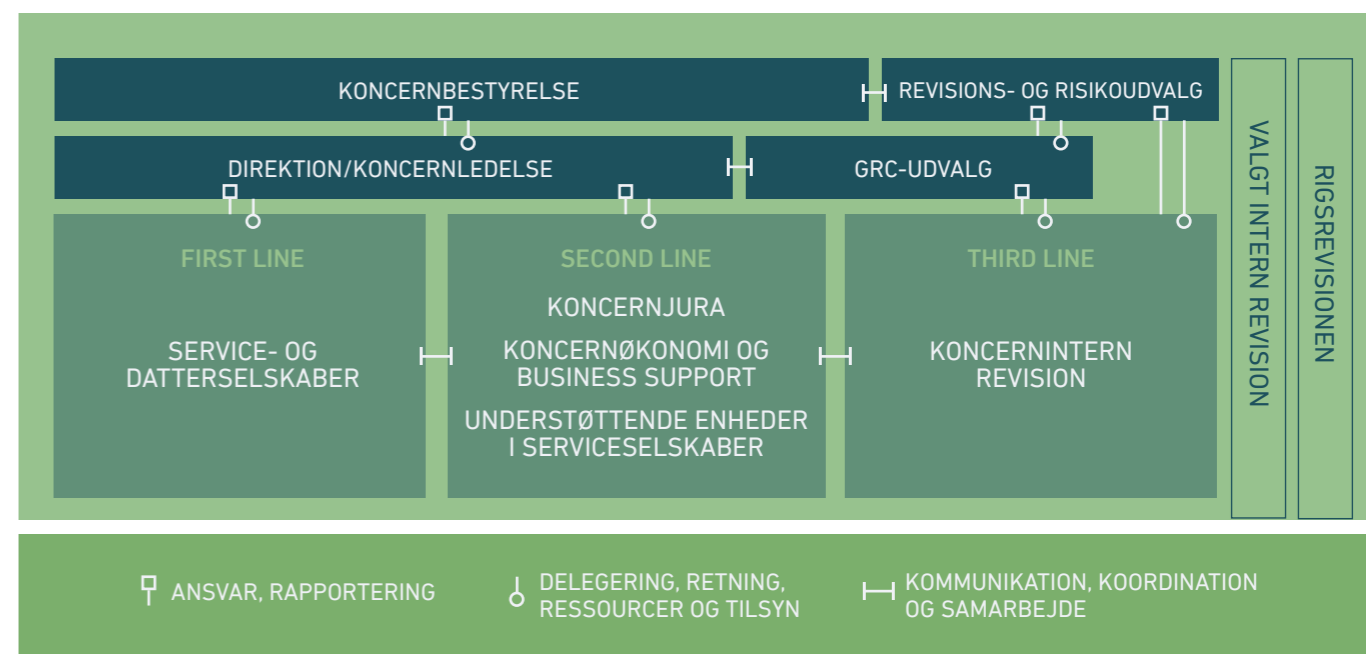 KONCERNBESTYRELSE
REVISIONS- OG RISIKOUDVALG
DIREKTION/KONCERNLEDELSE
GRC-UDVALG
FIRST LINE
SERVICE- OG
DATTERSELSKABER
SECOND LINE
KONCERNJURA
KONCERNØKONOMI OG
BUSINESS SUPPORT
UNDERSTØTTENDE ENHEDER
I SERVICESELSKABER
THIRD LINE
KONCERNINTERN
REVISION
VALGT INTERN REVISION
RIGSREVISIONEN
ANSVAR, RAPPORTERING
DELEGERING, RETNING,
RESSOURCER OG TILSYN
KOMMUNIKATION, KOORDINATION
OG SAMARBEJDE